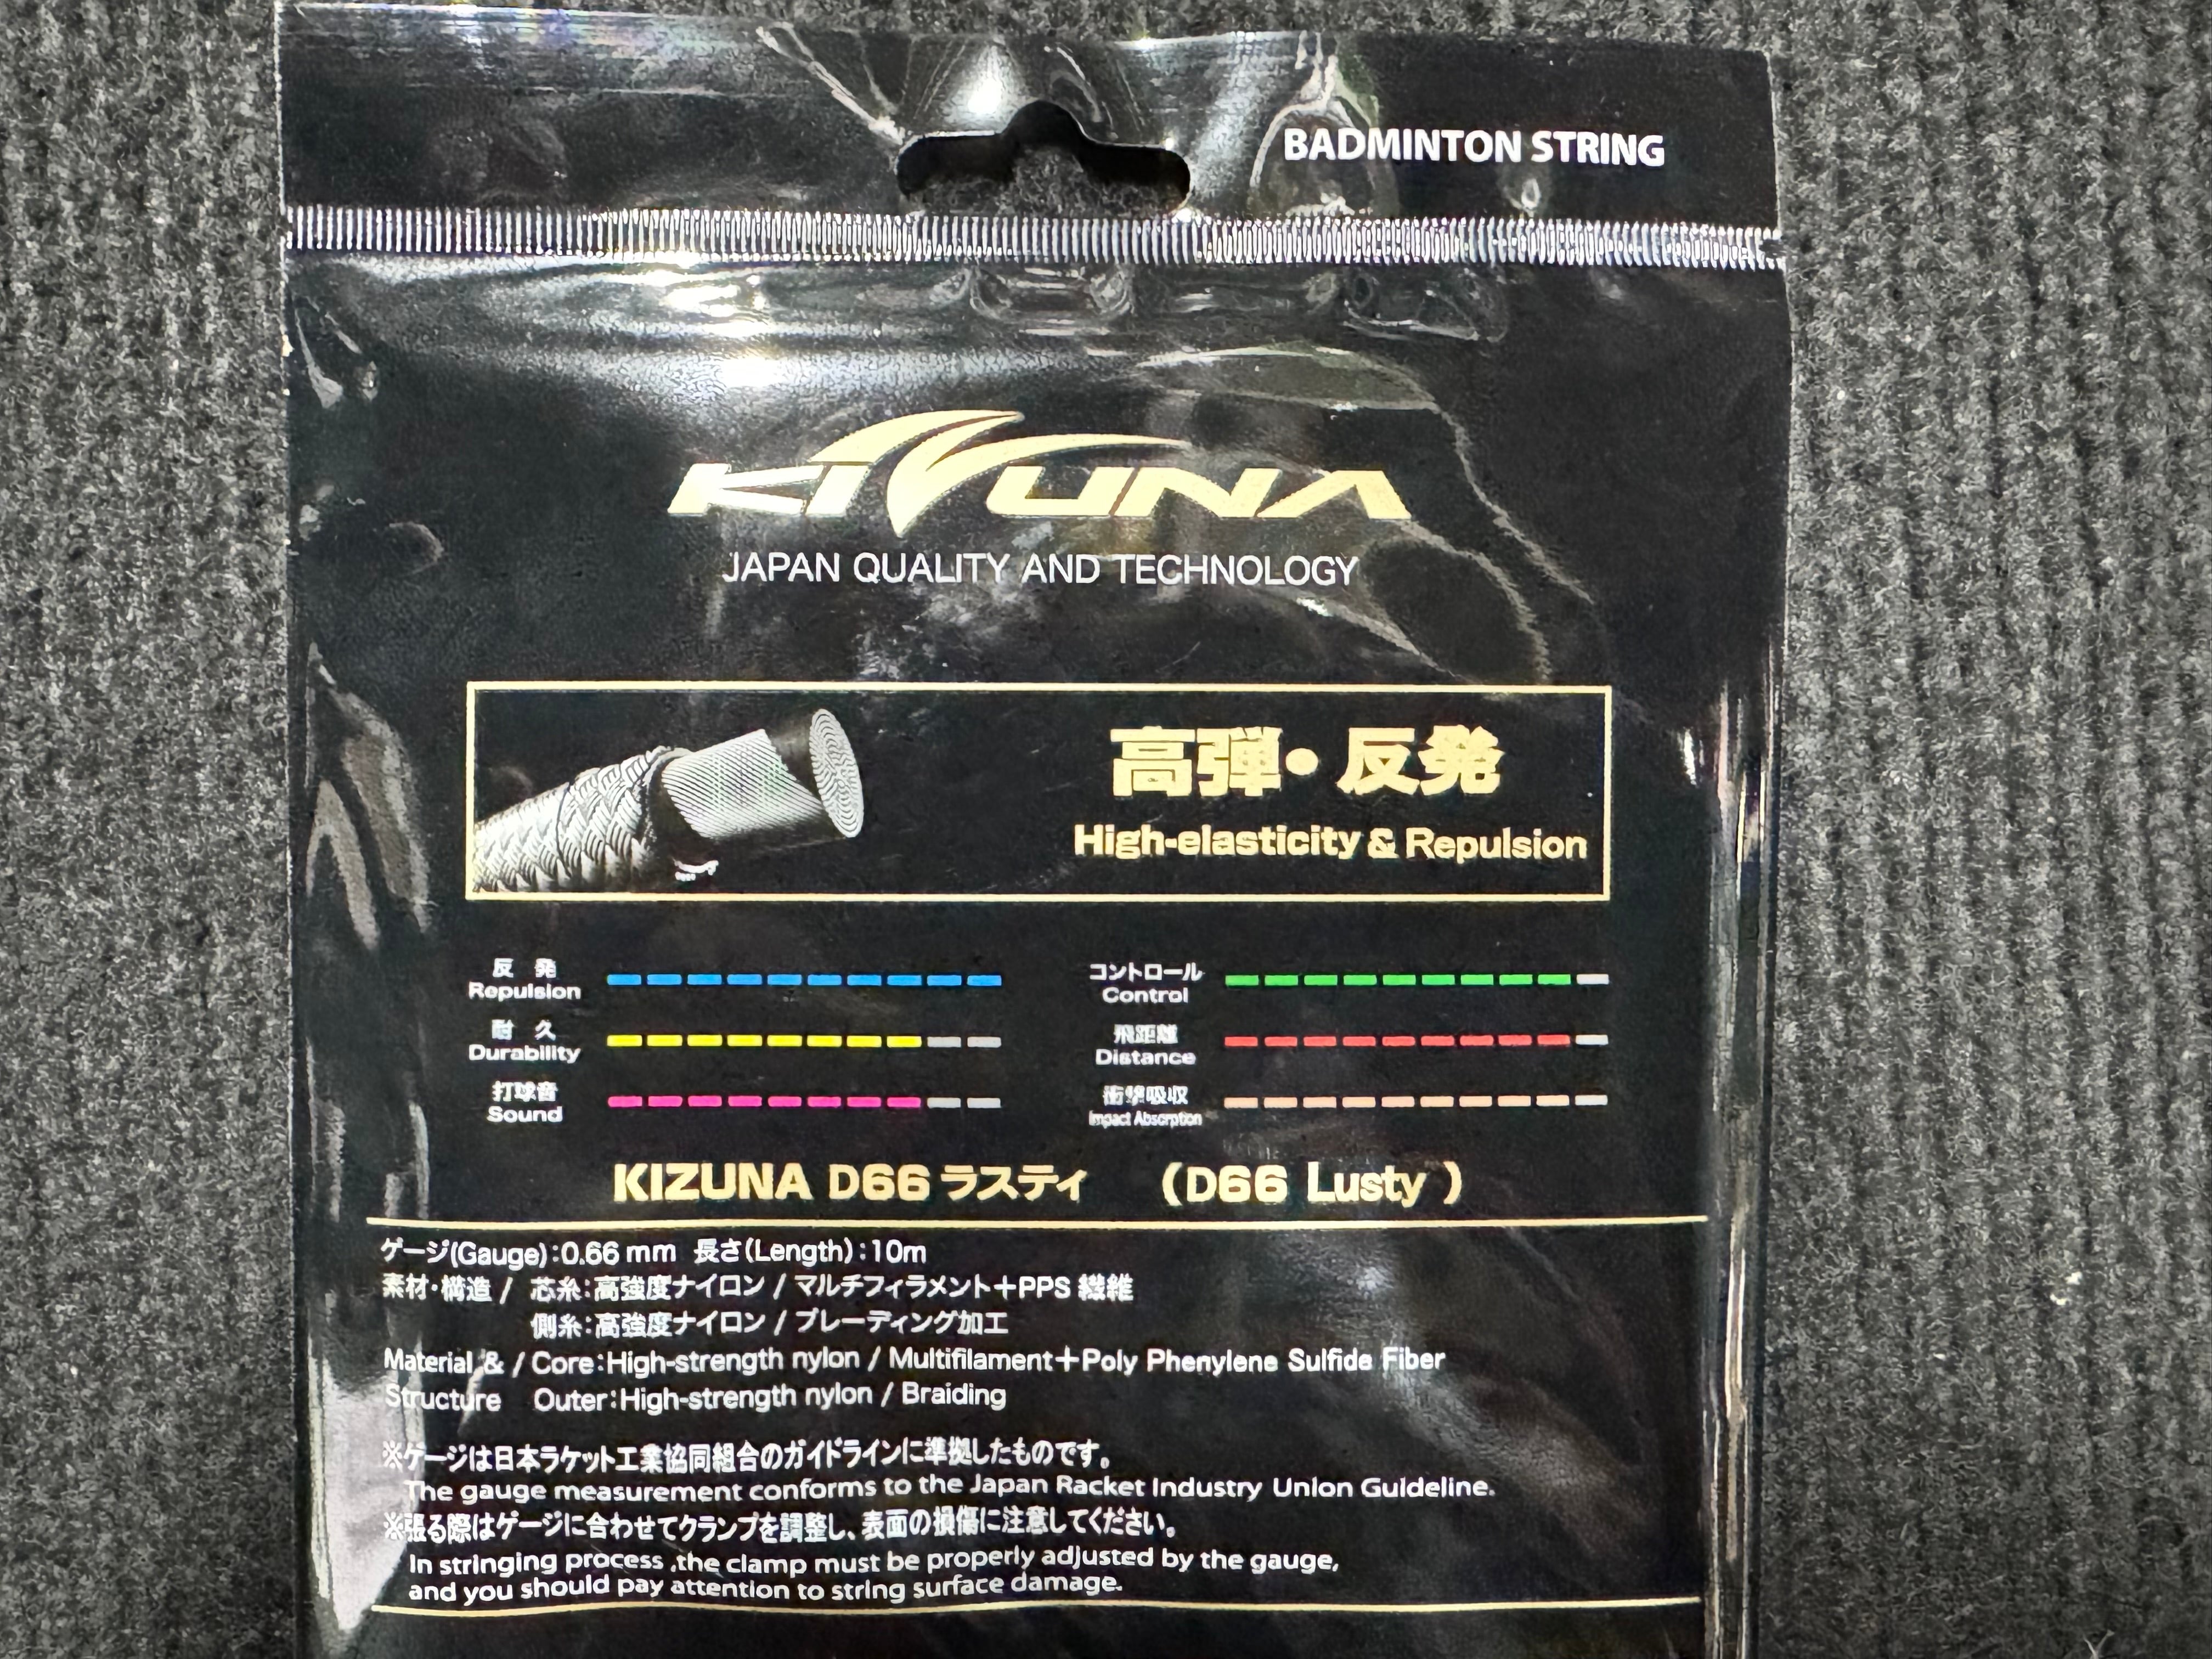 BADMINTON STRING
KIZUNA
JAPAN QUALITY AND TECHNOLOGY
高弾・反発
High-elasticity & Repulsion
反 発
Repulsion
コントロール
Control
耐 久
Durability
飛距離
Distance
打球音
Sound
衝撃吸収
Impact Absorption
KIZUNA D66 ラスティ (D66 Lusty )
ゲージ(Gauge):0.66 mm 長さ(Length):10m
素材・構造 / 芯糸:高強度ナイロン / マルチフィラメント+PPS 繊維
側糸:高強度ナイロン / ブレーディング加工
Material & / Core:High-strength nylon / Multifilament+Poly Phenylene Sulfide Fiber
Structure Outer:High-strength nylon / Braiding
※ゲージは日本ラケット工業協同組合のガイドラインに準拠したものです。
The gauge measurement conforms to the Japan Racket Industry Union Guideline.
※張る際はゲージに合わせてクランプを調整し、表面の損傷に注意してください。
In stringing process ,the clamp must be properly adjusted by the gauge,
and you should pay attention to string surface damage.